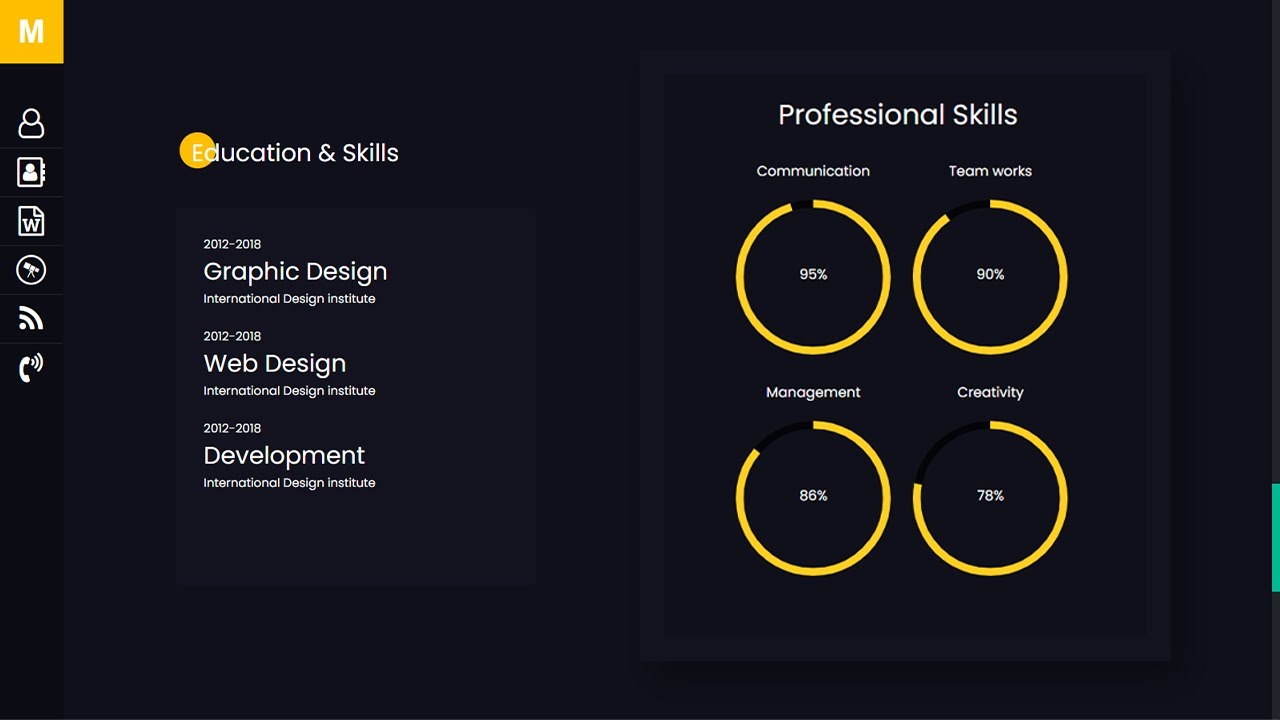 M
Education & Skills
2012-2018
Graphic Design
International Design institute
2012-2018
Web Design
International Design institute
2012-2018
Development
International Design institute
Professional Skills
Communication
Team works
95%
90%
Management
Creativity
86%
78%